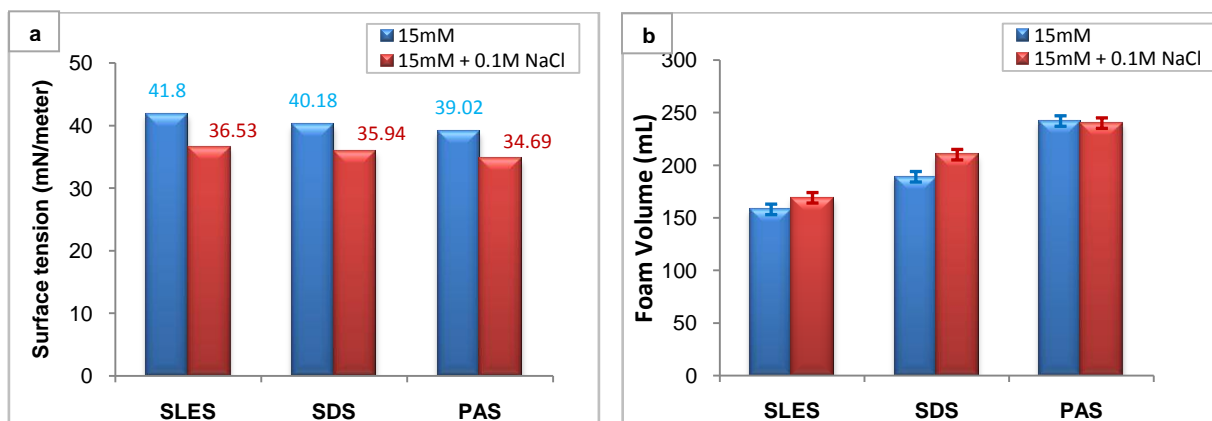 a
15mM
15mM + 0.1M NaCl
Surface tension (mN/meter)
50
40
30
20
10
0
41.8
36.53
40.18
35.94
39.02
34.69
SLES
SDS
PAS
b
15mM
15mM + 0.1M NaCl
Foam Volume (mL)
300
250
200
150
100
50
0
SLES
SDS
PAS